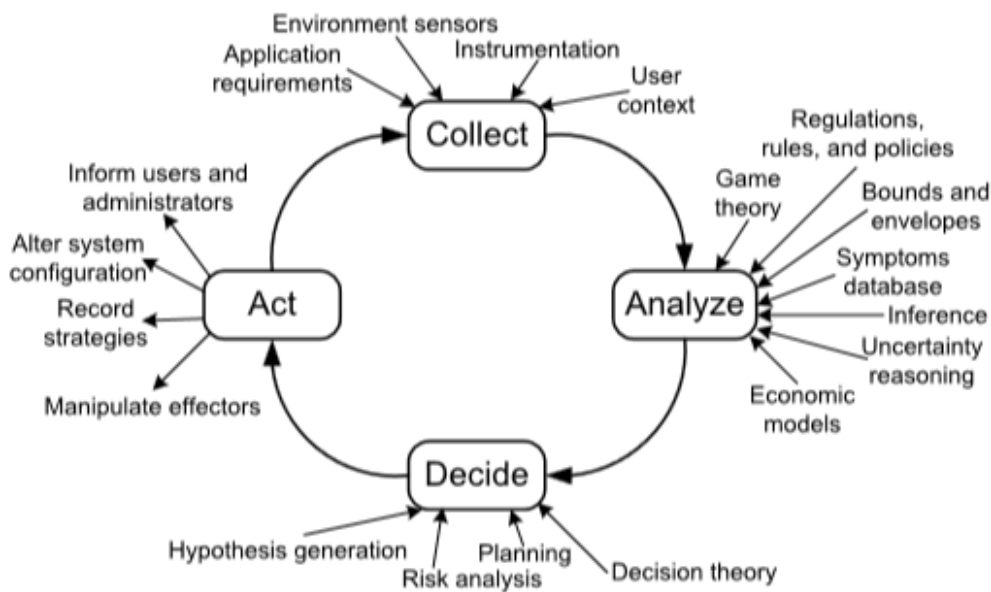 Environment sensors
Application
requirements
Instrumentation
User
context
Collect
Regulations,
rules, and policies
Game
theory
Bounds and
envelopes
Symptoms
database
Inference
Uncertainty
reasoning
Economic
models
Analyze
Inform users and
administrators
Alter system
configuration
Record
strategies
Manipulate effectors
Act
Decide
Hypothesis generation
Risk analysis
Planning
Decision theory